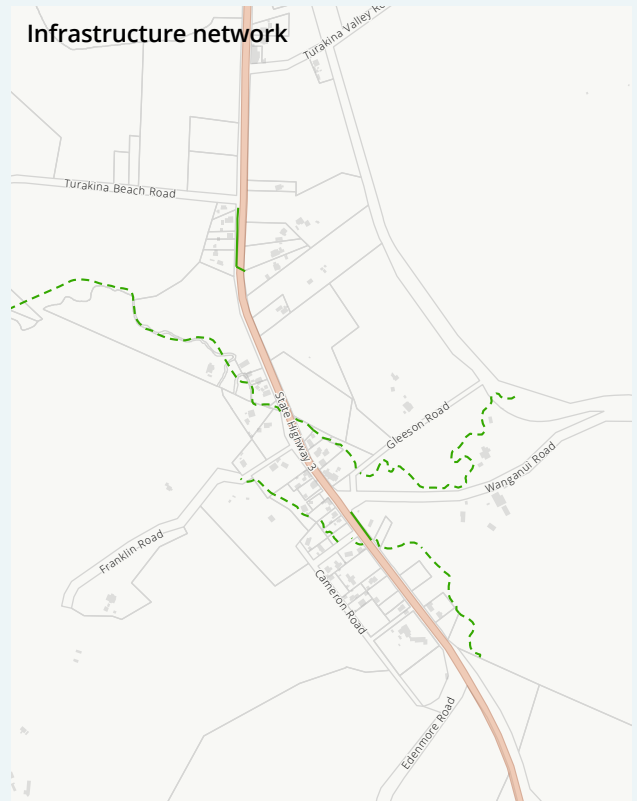 Infrastructure network
Turakina Valley Ro
Turakina Beach Road
State Highway 3
Gleeson Road
Wanganui Road
Franklin Road
Cameron Road
Edenmore Road